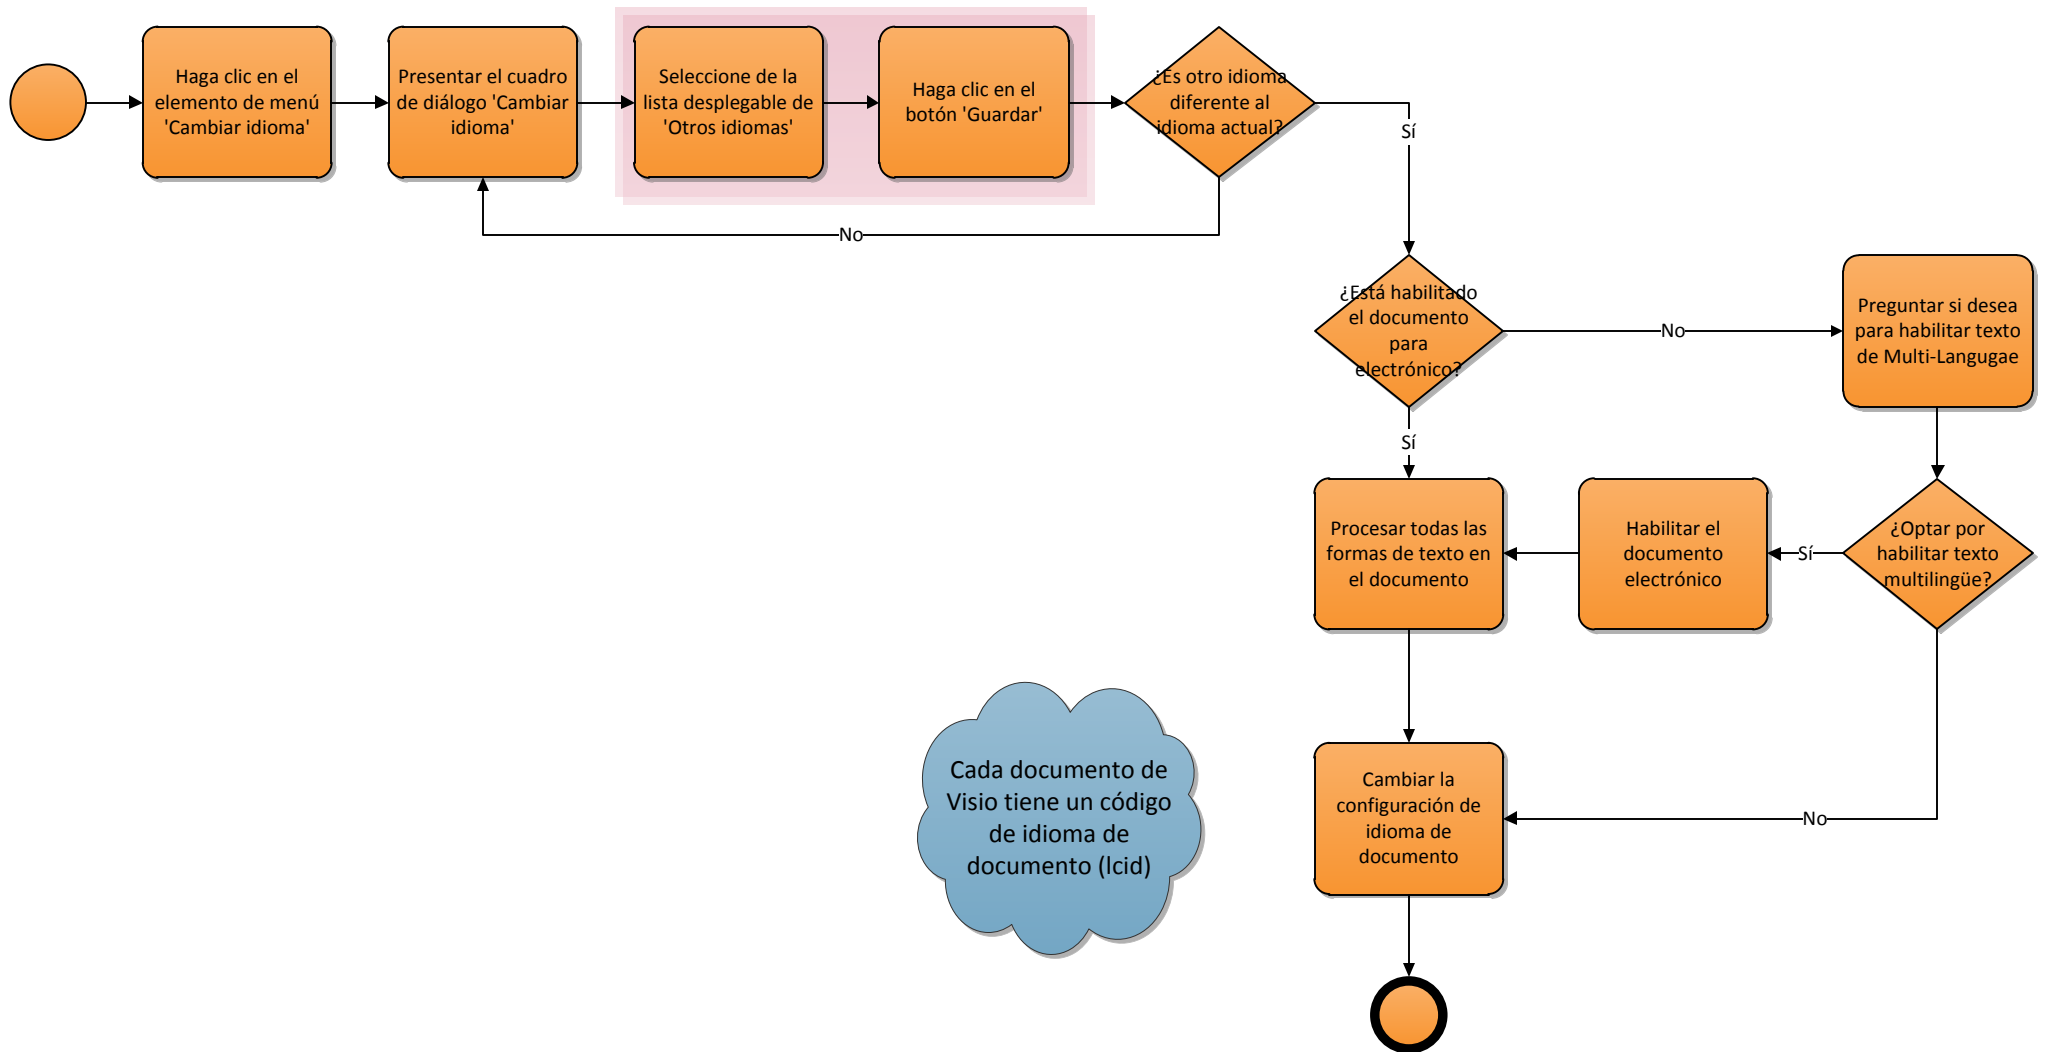 Haga clic en el
elemento de menú
'Cambiar idioma'
Presentar el cuadro
de diálogo 'Cambiar
idioma'
Seleccione de la
lista desplegable de
'Otros idiomas'
Haga clic en el
botón 'Guardar'
¿Es otro idioma
diferente al
idioma actual?
Sí
No
¿Está habilitado
el documento
para
electrónico?
No
Preguntar si desea
para habilitar texto
de Multi-Langugae
Sí
Procesar todas las
formas de texto en
el documento
Habilitar el
documento
electrónico
Sí
¿Optar por
habilitar texto
multilingüe?
Cada documento de
Visio tiene un código
de idioma de
documento (lcid)
Cambiar la
configuración de
idioma de
documento
No